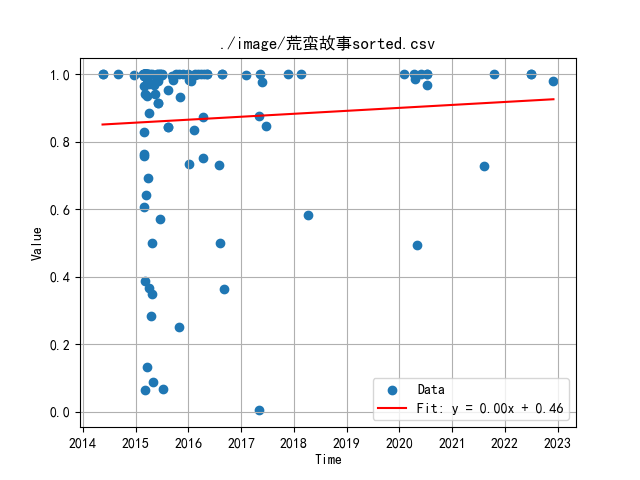 ./image/荒蛮故事sorted.csv
1.0
0.8
0.6
0.4
0.2
0.0
Value
Data
Fit: y = 0.00x + 0.46
2014 2015 2016 2017 2018 2019 2020 2021 2022 2023
Time